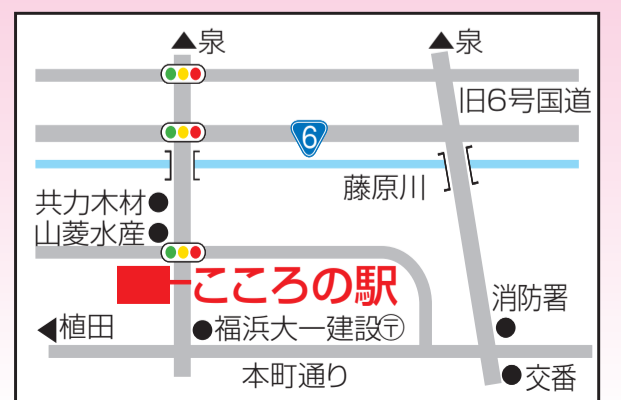 ▲泉
▲泉
旧6号国道
6
藤原川
共力木材●
山菱水産●
こころの駅
消防署
◀植田
●福浜大一建設〒
本町通り
●交番